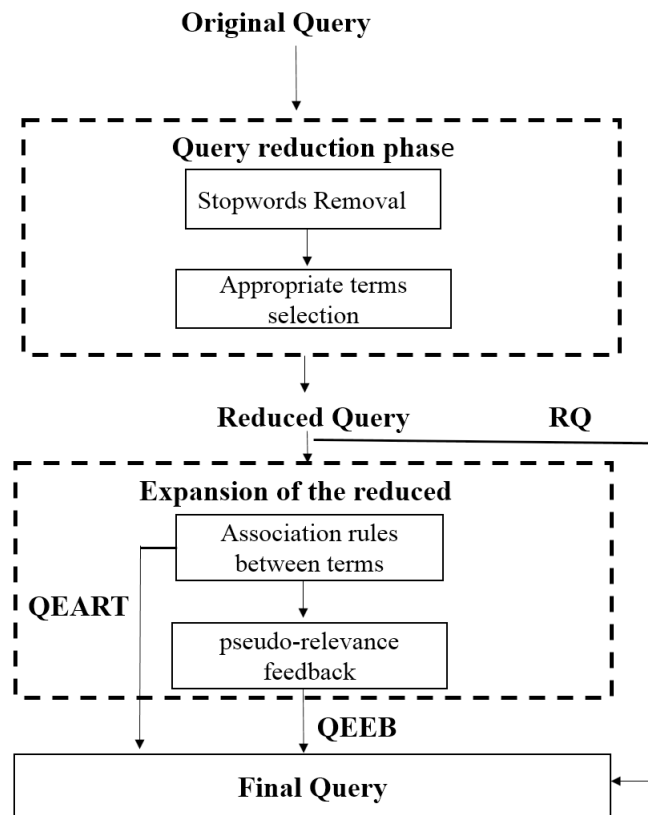 Original Query
Query reduction phase
Stopwords Removal
Appropriate terms
selection
Reduced Query
RQ
Expansion of the reduced
Association rules
between terms
QEART
pseudo-relevance
feedback
QEEB
Final Query